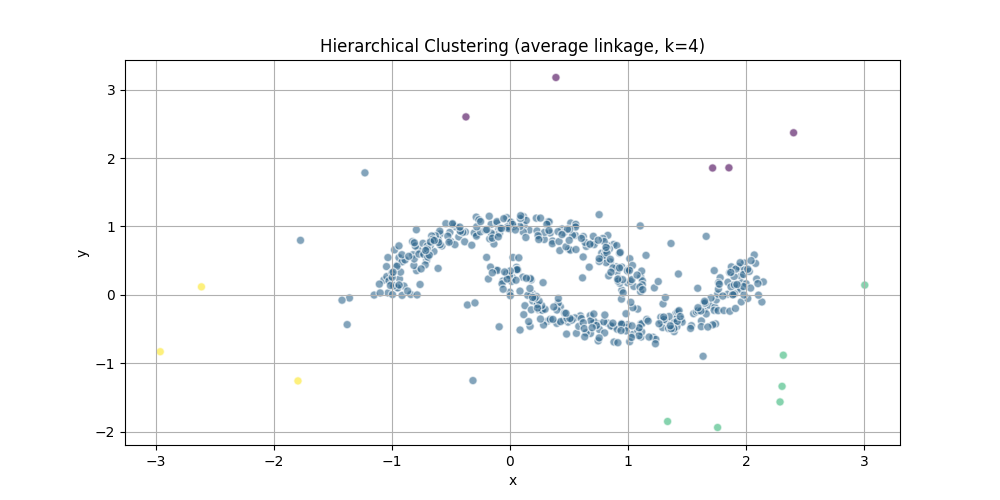 Hierarchical Clustering (average linkage, k=4)
y
3
2
1
0
−1
−2
−3 −2 −1 0 1 2 3
x